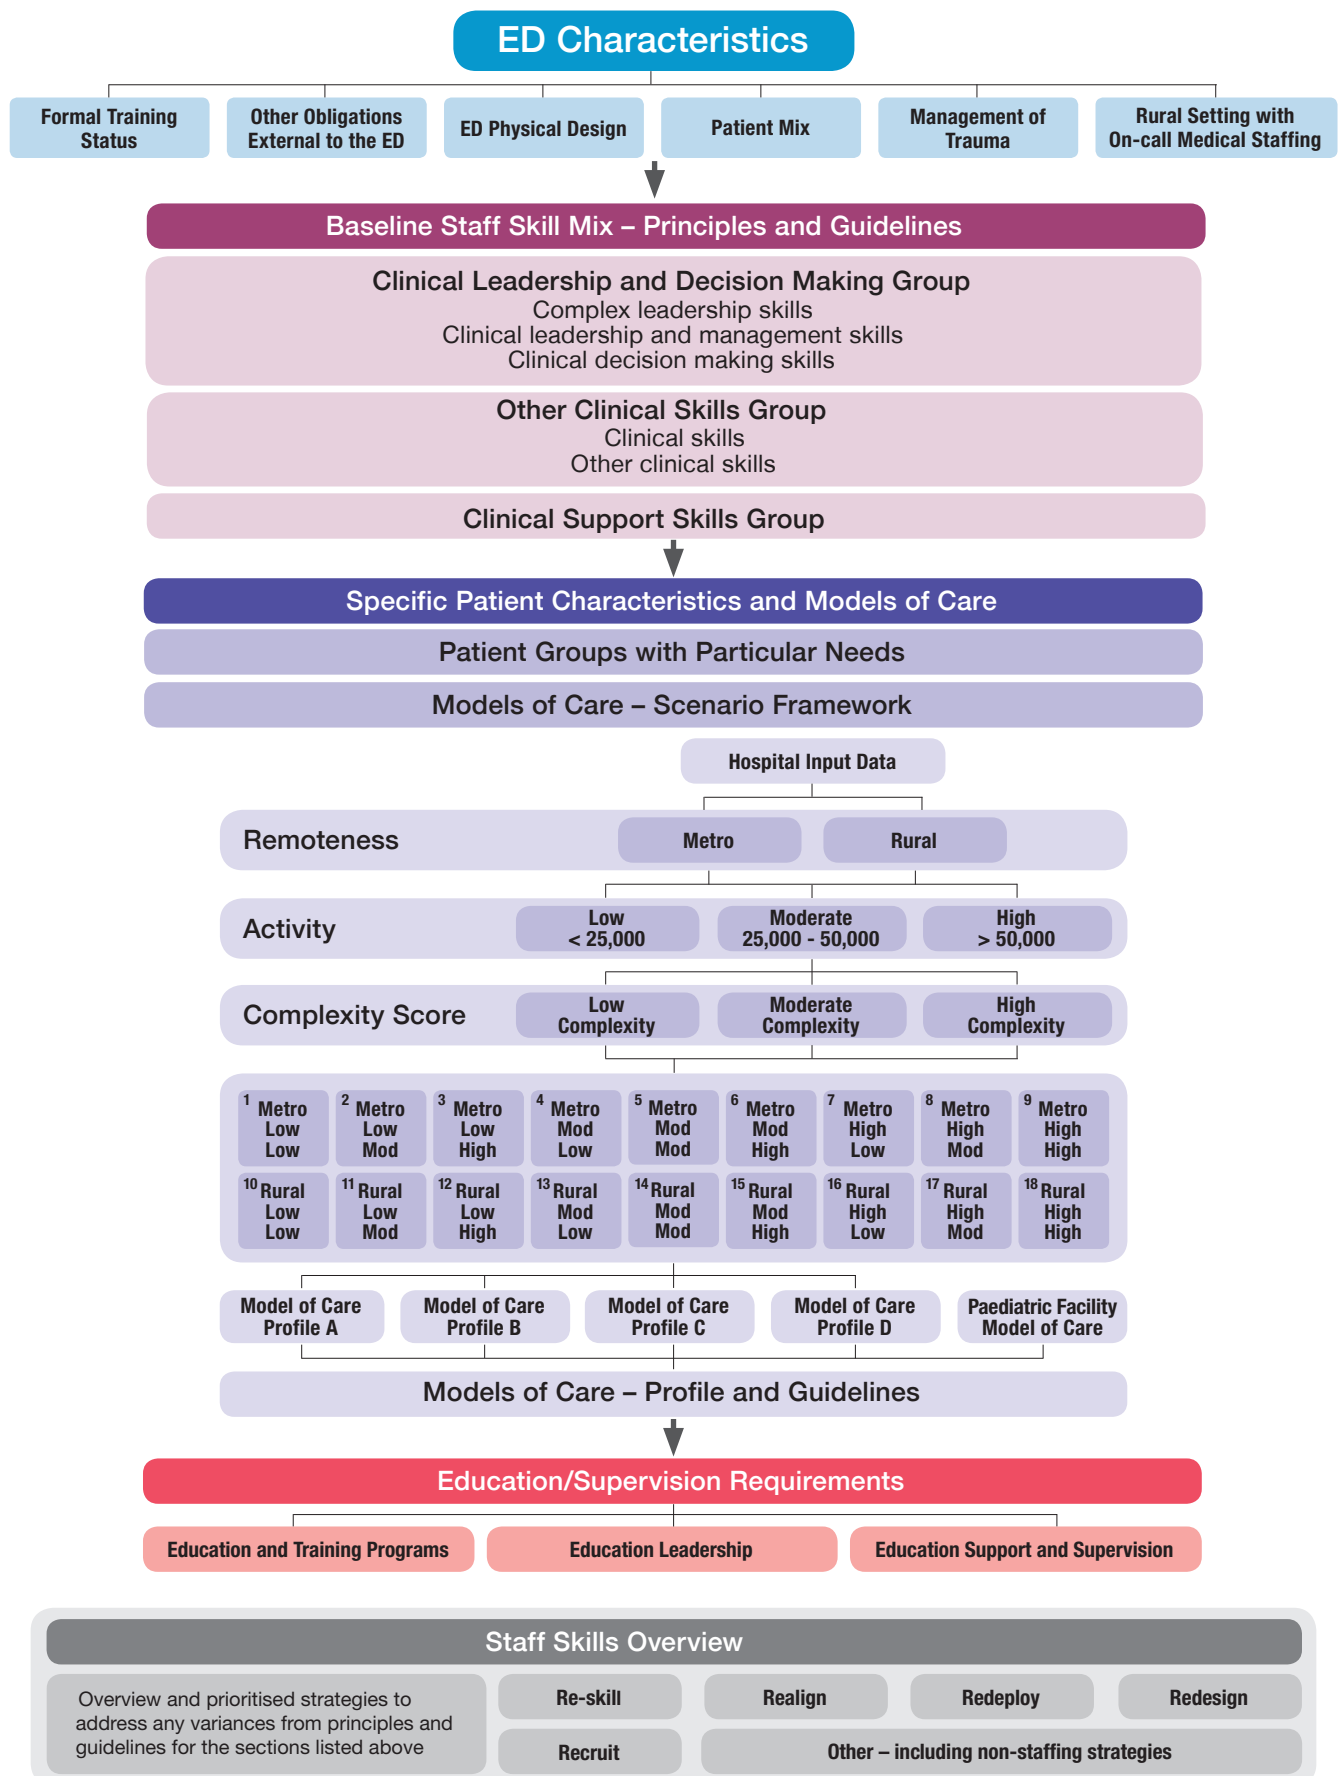 ED Characteristics
Formal Training
Status
Other Obligations
External to the ED
ED Physical Design
Patient Mix
Management of
Trauma
Rural Setting with
On-call Medical Staffing
Baseline Staff Skill Mix – Principles and Guidelines
Clinical Leadership and Decision Making Group
Complex leadership skills
Clinical leadership and management skills
Clinical decision making skills
Other Clinical Skills Group
Clinical skills
Other clinical skills
Clinical Support Skills Group
Specific Patient Characteristics and Models of Care
Patient Groups with Particular Needs
Models of Care – Scenario Framework
Hospital Input Data
Remoteness
Metro
Rural
Activity
Low
< 25,000
Moderate
25,000 - 50,000
High
> 50,000
Complexity Score
Low
Complexity
Moderate
Complexity
High
Complexity
1 Metro
Low
Low
2 Metro
Low
Mod
3 Metro
Low
High
4 Metro
Mod
Low
5 Metro
Mod
Mod
6 Metro
Mod
High
7 Metro
High
Low
8 Metro
High
Mod
9 Metro
High
High
10 Rural
Low
Low
11 Rural
Low
Mod
12 Rural
Low
High
13 Rural
Mod
Low
14 Rural
Mod
Mod
15 Rural
Mod
High
16 Rural
High
Low
17 Rural
High
Mod
18 Rural
High
High
Model of Care
Profile A
Model of Care
Profile B
Model of Care
Profile C
Model of Care
Profile D
Paediatric Facility
Model of Care
Models of Care – Profile and Guidelines
Education/Supervision Requirements
Education and Training Programs
Education Leadership
Education Support and Supervision
Staff Skills Overview
Overview and prioritised strategies to
address any variances from principles and
guidelines for the sections listed above
Re-skill
Realign
Redeploy
Redesign
Recruit
Other – including non-staffing strategies